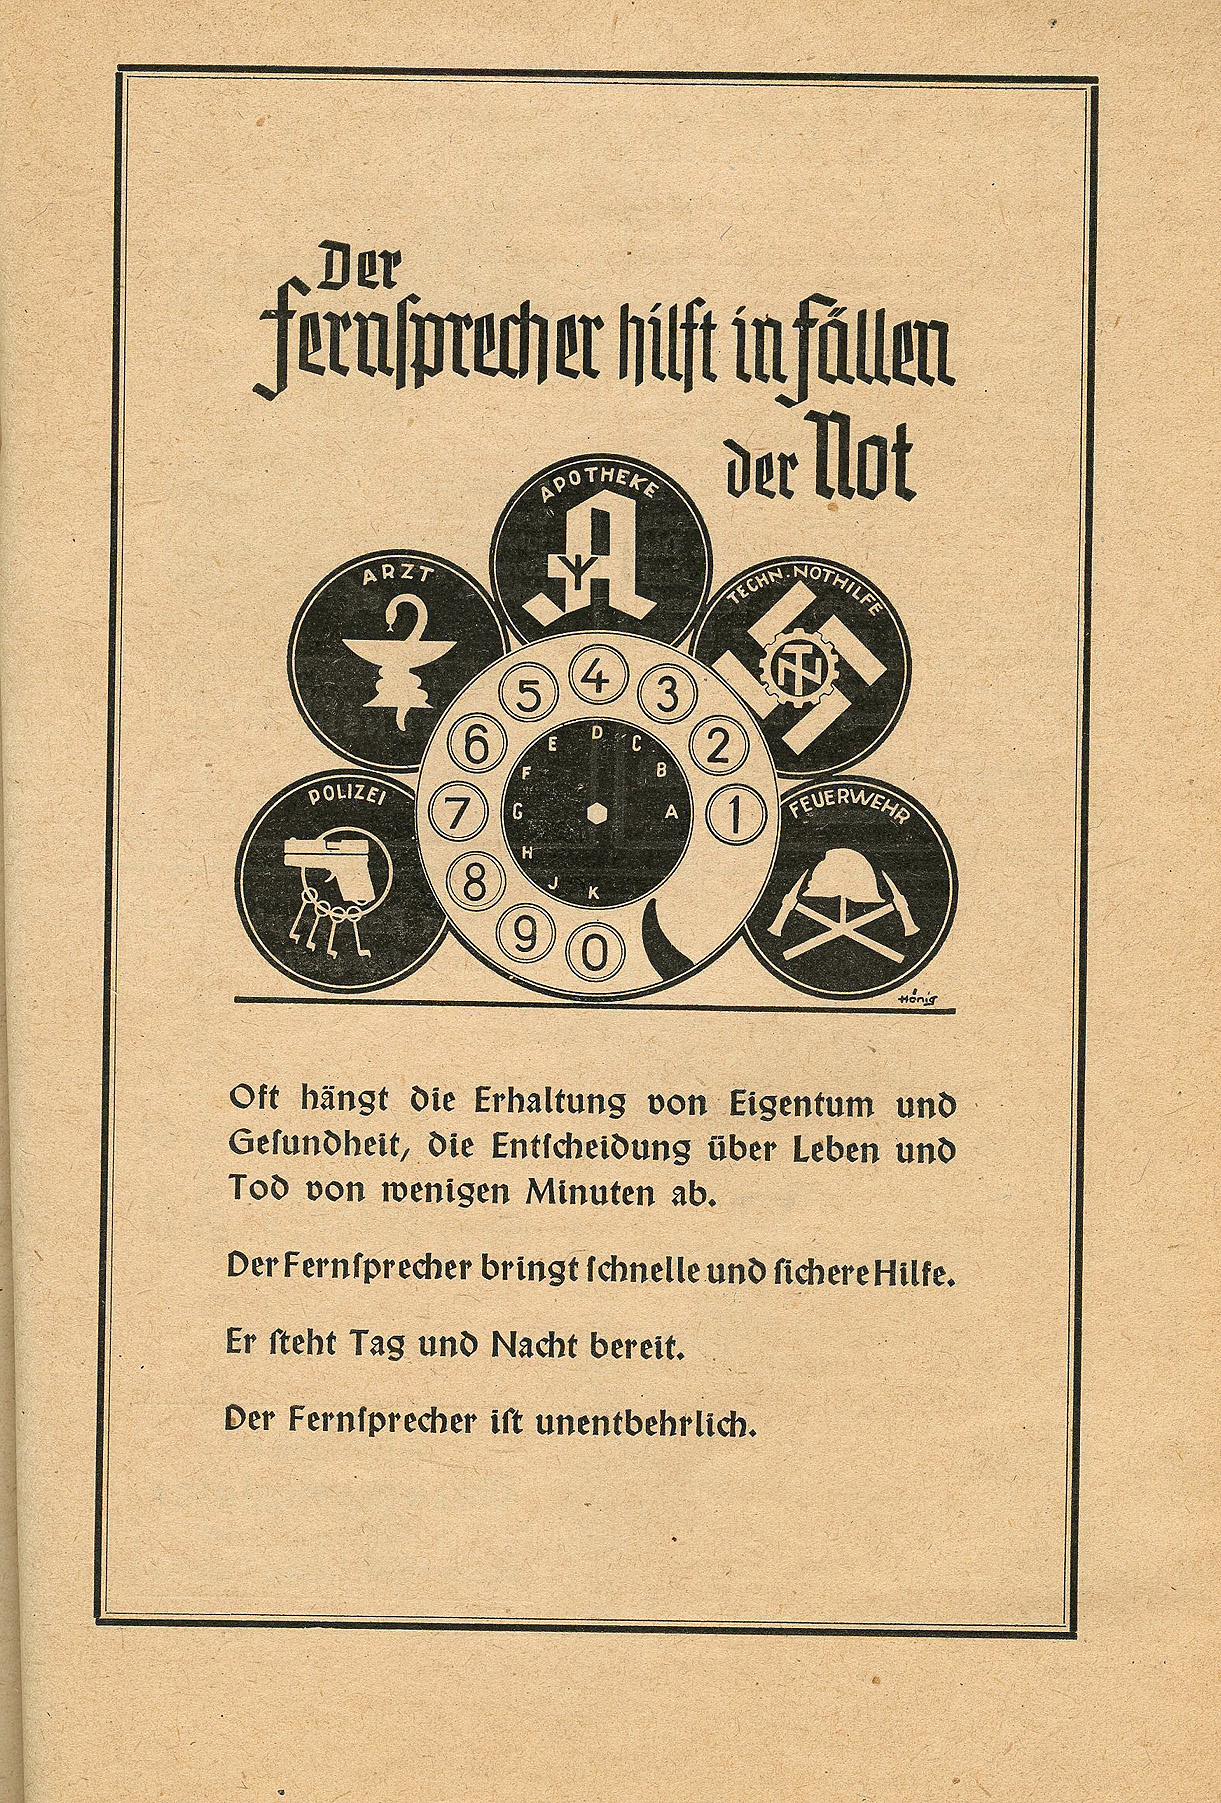 Der
Fernſprecher hilft in Fällen
der Not
APOTHEKE
ARZT
TECHN. NOTHILFE
POLIZEI
FEUERWEHR
4
5
3
6
2
7
1
8
9
0
D
E
C
F
B
G
A
H
J
K
TN
Hönig
Oft hängt die Erhaltung von Eigentum und
Geſundheit, die Entſcheidung über Leben und
Tod von wenigen Minuten ab.
Der Fernſprecher bringt ſchnelle und ſichere Hilfe.
Er ſteht Tag und Nacht bereit.
Der Fernſprecher iſt unentbehrlich.